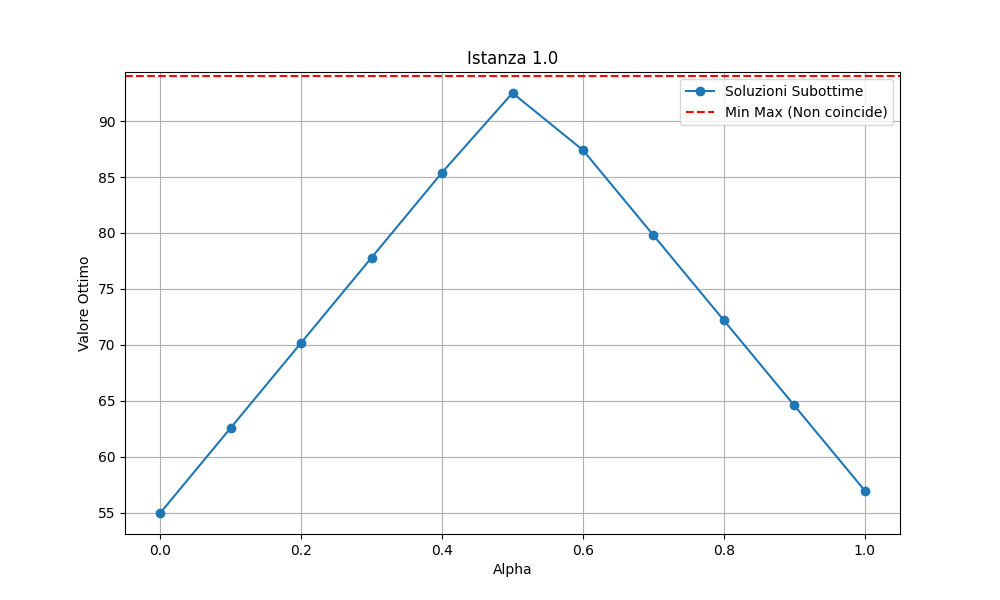 Istanza 1.0
Soluzioni Subottime
Min Max (Non coincide)
Valore Ottimo
90
85
80
75
70
65
60
55
0.0
0.2
0.4
0.6
0.8
1.0
Alpha